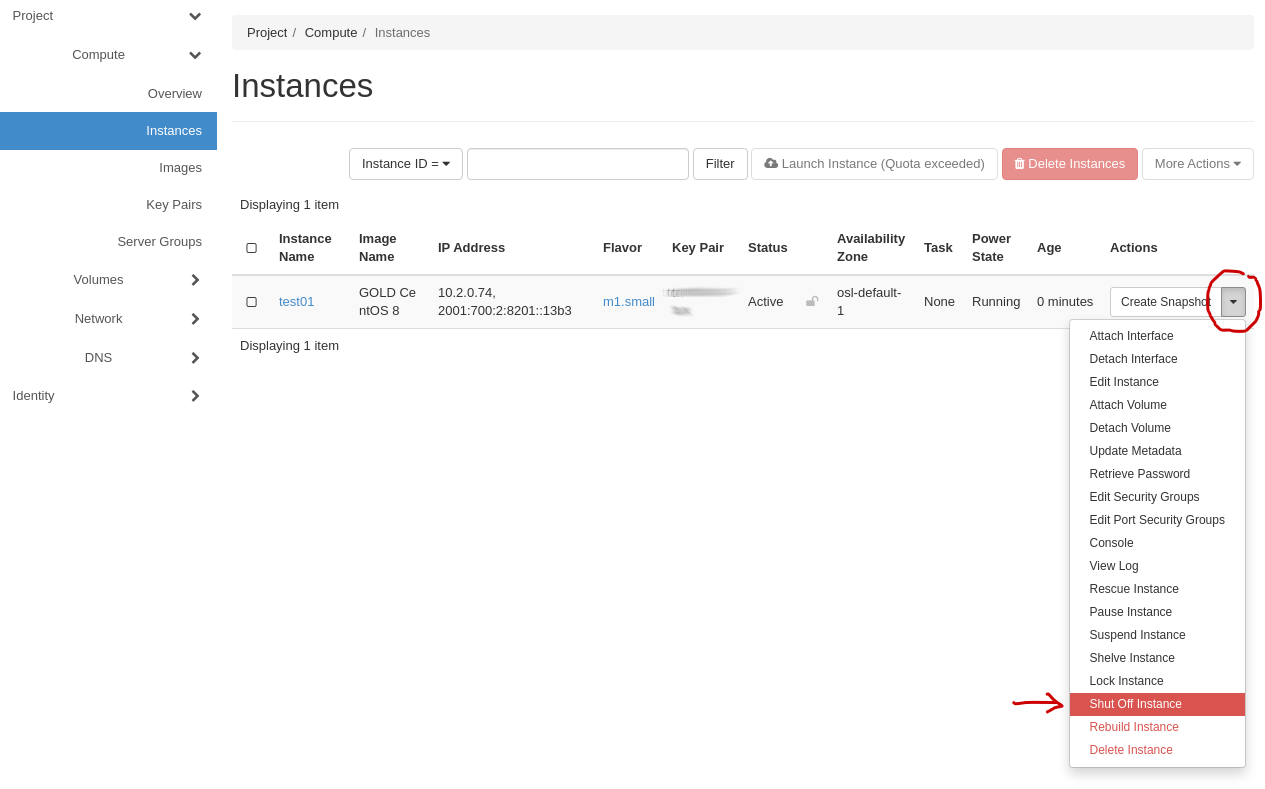 Project
Compute
Overview
Instances
Images
Key Pairs
Server Groups
Volumes
Network
DNS
Identity
Project / Compute / Instances
Instances
Instance ID = Filter Launch Instance (Quota exceeded) Delete Instances More Actions
Displaying 1 item
Instance Name Image Name IP Address Flavor Key Pair Status Availability Zone Task Power State Age Actions
test01 GOLD Ce 10.2.0.74, m1.small Active osl-default- None Running 0 minutes Create Snapshot
ntOS 8 2001:700:2:8201::13b3 1
Displaying 1 item
Attach Interface
Detach Interface
Edit Instance
Attach Volume
Detach Volume
Update Metadata
Retrieve Password
Edit Security Groups
Edit Port Security Groups
Console
View Log
Rescue Instance
Pause Instance
Suspend Instance
Shelve Instance
Lock Instance
Shut Off Instance
Rebuild Instance
Delete Instance